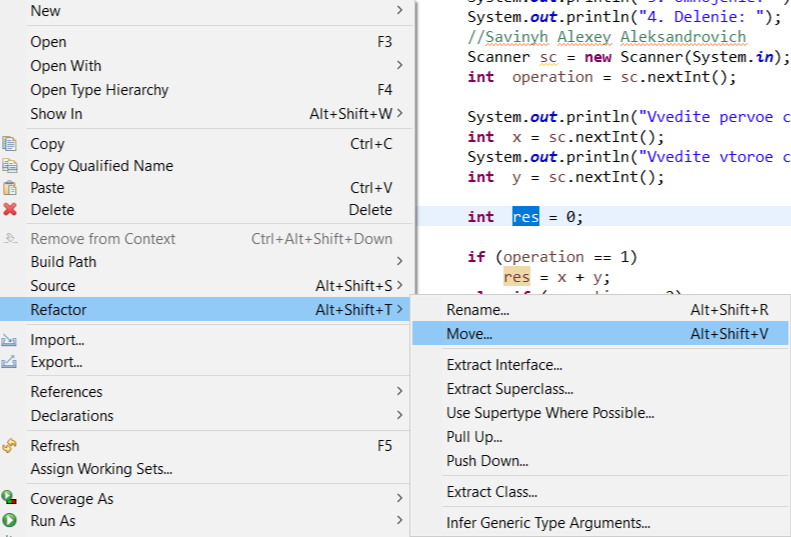 New
Open F3
Open With
Open Type Hierarchy F4
Show In Alt+Shift+W
Copy Ctrl+C
Copy Qualified Name
Paste Ctrl+V
Delete Delete
Remove from Context Ctrl+Alt+Shift+Down
Build Path
Source Alt+Shift+S
Refactor Alt+Shift+T
Import...
Export...
References
Declarations
Refresh F5
Assign Working Sets...
Coverage As
Run As
System.out.println("4. Delenie: ");
//Savinyh Alexey Aleksandrovich
Scanner sc = new Scanner(System.in);
int operation = sc.nextInt();
System.out.println("Vvedite pervoe c
int x = sc.nextInt();
System.out.println("Vvedite vtoroe c
int y = sc.nextInt();
int res = 0;
if (operation == 1)
res = x + y;
Rename... Alt+Shift+R
Move... Alt+Shift+V
Extract Interface...
Extract Superclass...
Use Supertype Where Possible...
Pull Up...
Push Down...
Extract Class...
Infer Generic Type Arguments...